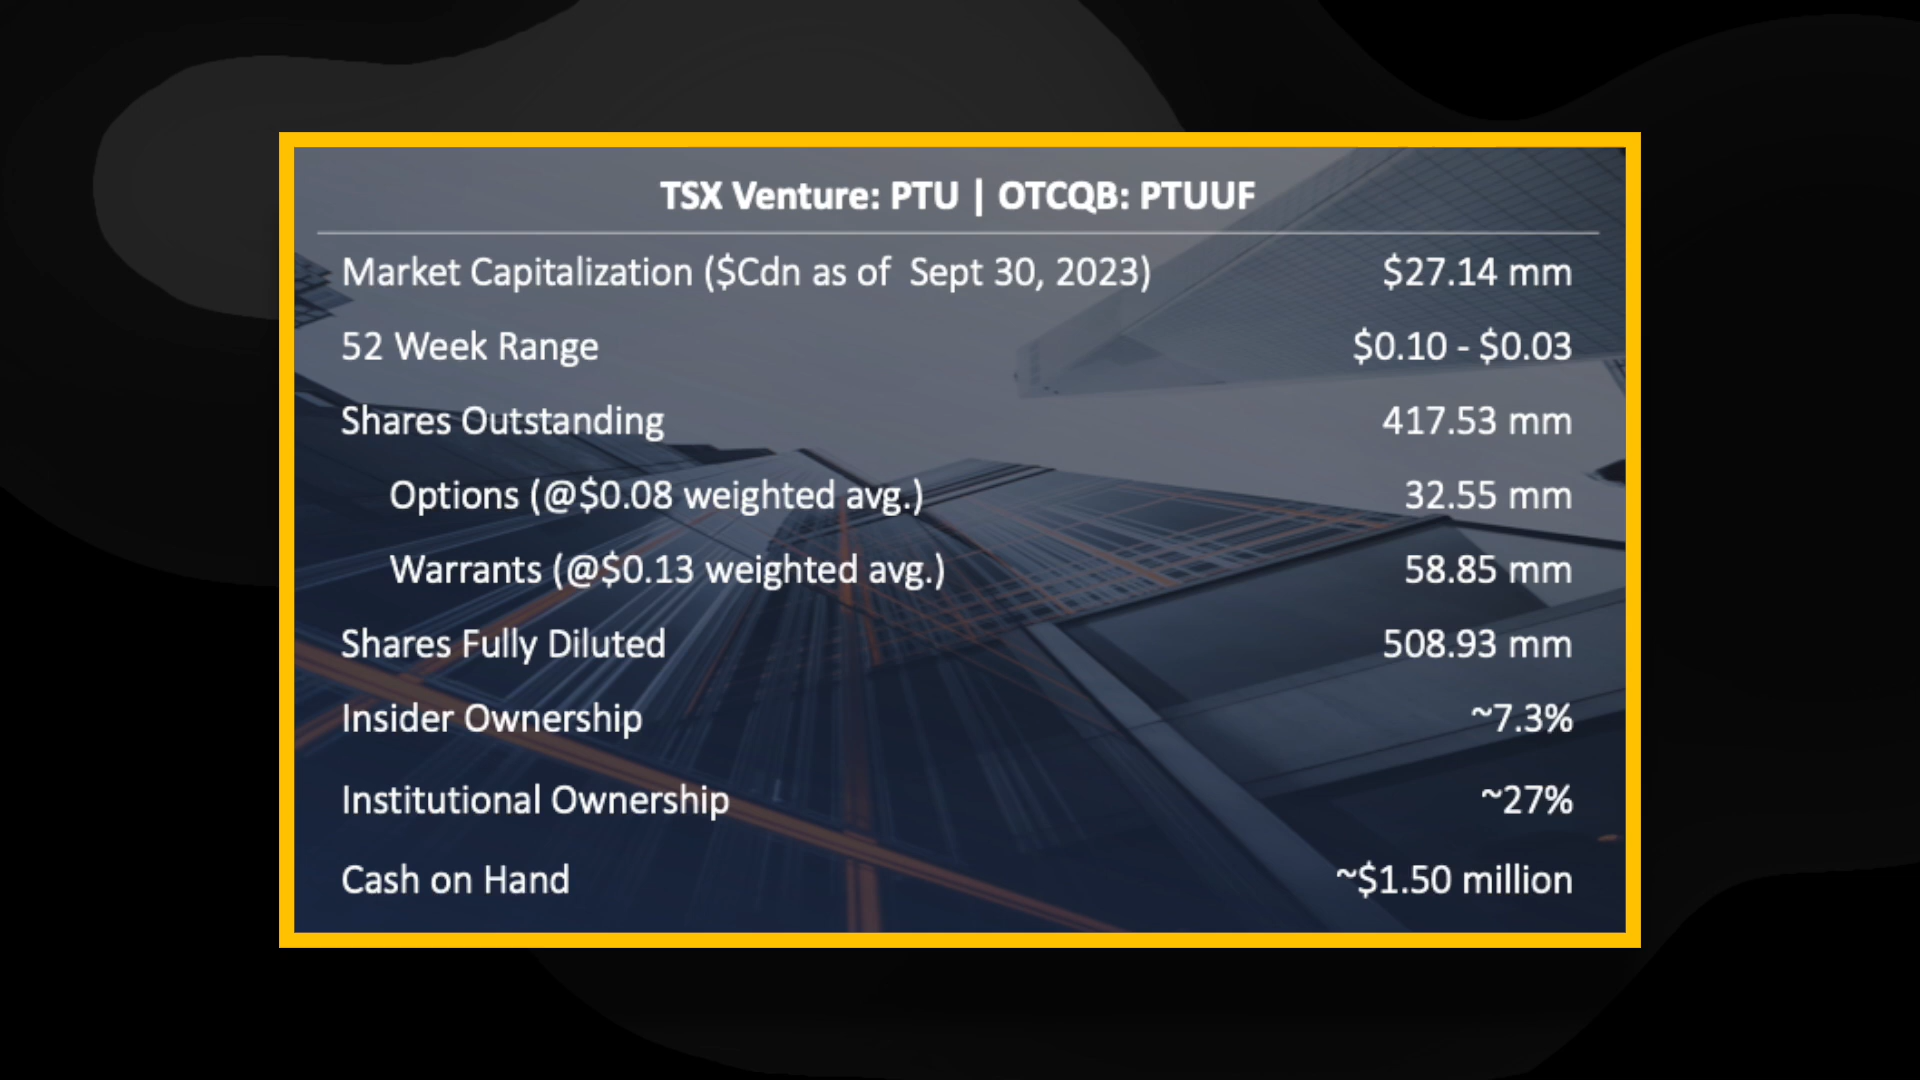 TSX Venture: PTU | OTCQB: PTUUF
Market Capitalization ($Cdn as of Sept 30, 2023) $27.14 mm
52 Week Range $0.10 - $0.03
Shares Outstanding 417.53 mm
Options (@$0.08 weighted avg.) 32.55 mm
Warrants (@$0.13 weighted avg.) 58.85 mm
Shares Fully Diluted 508.93 mm
Insider Ownership ~7.3%
Institutional Ownership ~27%
Cash on Hand ~$1.50 million